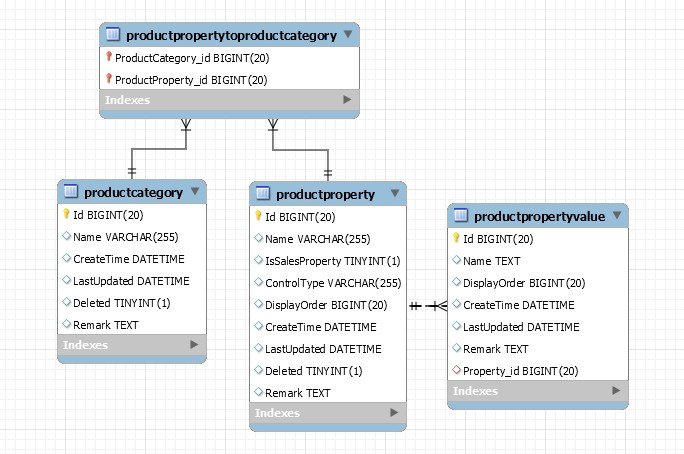 productpropertytoproductcategory
ProductCategory_id BIGINT(20)
ProductProperty_id BIGINT(20)
Indexes
productcategory
Id BIGINT(20)
Name VARCHAR(255)
CreateTime DATETIME
LastUpdated DATETIME
Deleted TINYINT(1)
Remark TEXT
Indexes
productproperty
Id BIGINT(20)
Name VARCHAR(255)
IsSalesProperty TINYINT(1)
ControlType VARCHAR(255)
DisplayOrder BIGINT(20)
CreateTime DATETIME
LastUpdated DATETIME
Deleted TINYINT(1)
Remark TEXT
Indexes
productpropertyvalue
Id BIGINT(20)
Name TEXT
DisplayOrder BIGINT(20)
CreateTime DATETIME
LastUpdated DATETIME
Remark TEXT
Property_id BIGINT(20)
Indexes